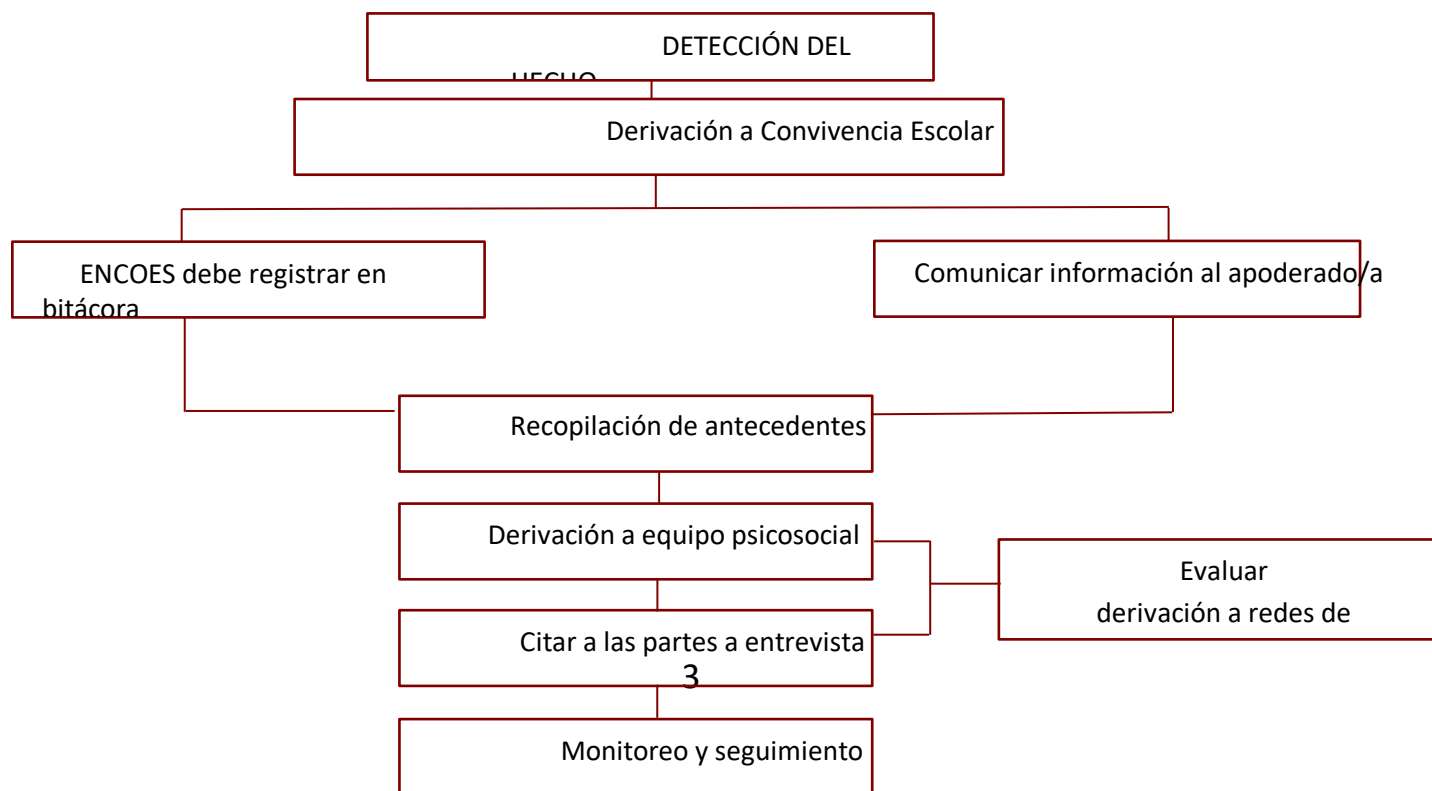 DETECCIÓN DEL
HECHO
Derivación a Convivencia Escolar
ENCOES debe registrar en
bitácora
Comunicar información al apoderado/a
Recopilación de antecedentes
Derivación a equipo psicosocial
Evaluar
derivación a redes de
Citar a las partes a entrevista
3
Monitoreo y seguimiento